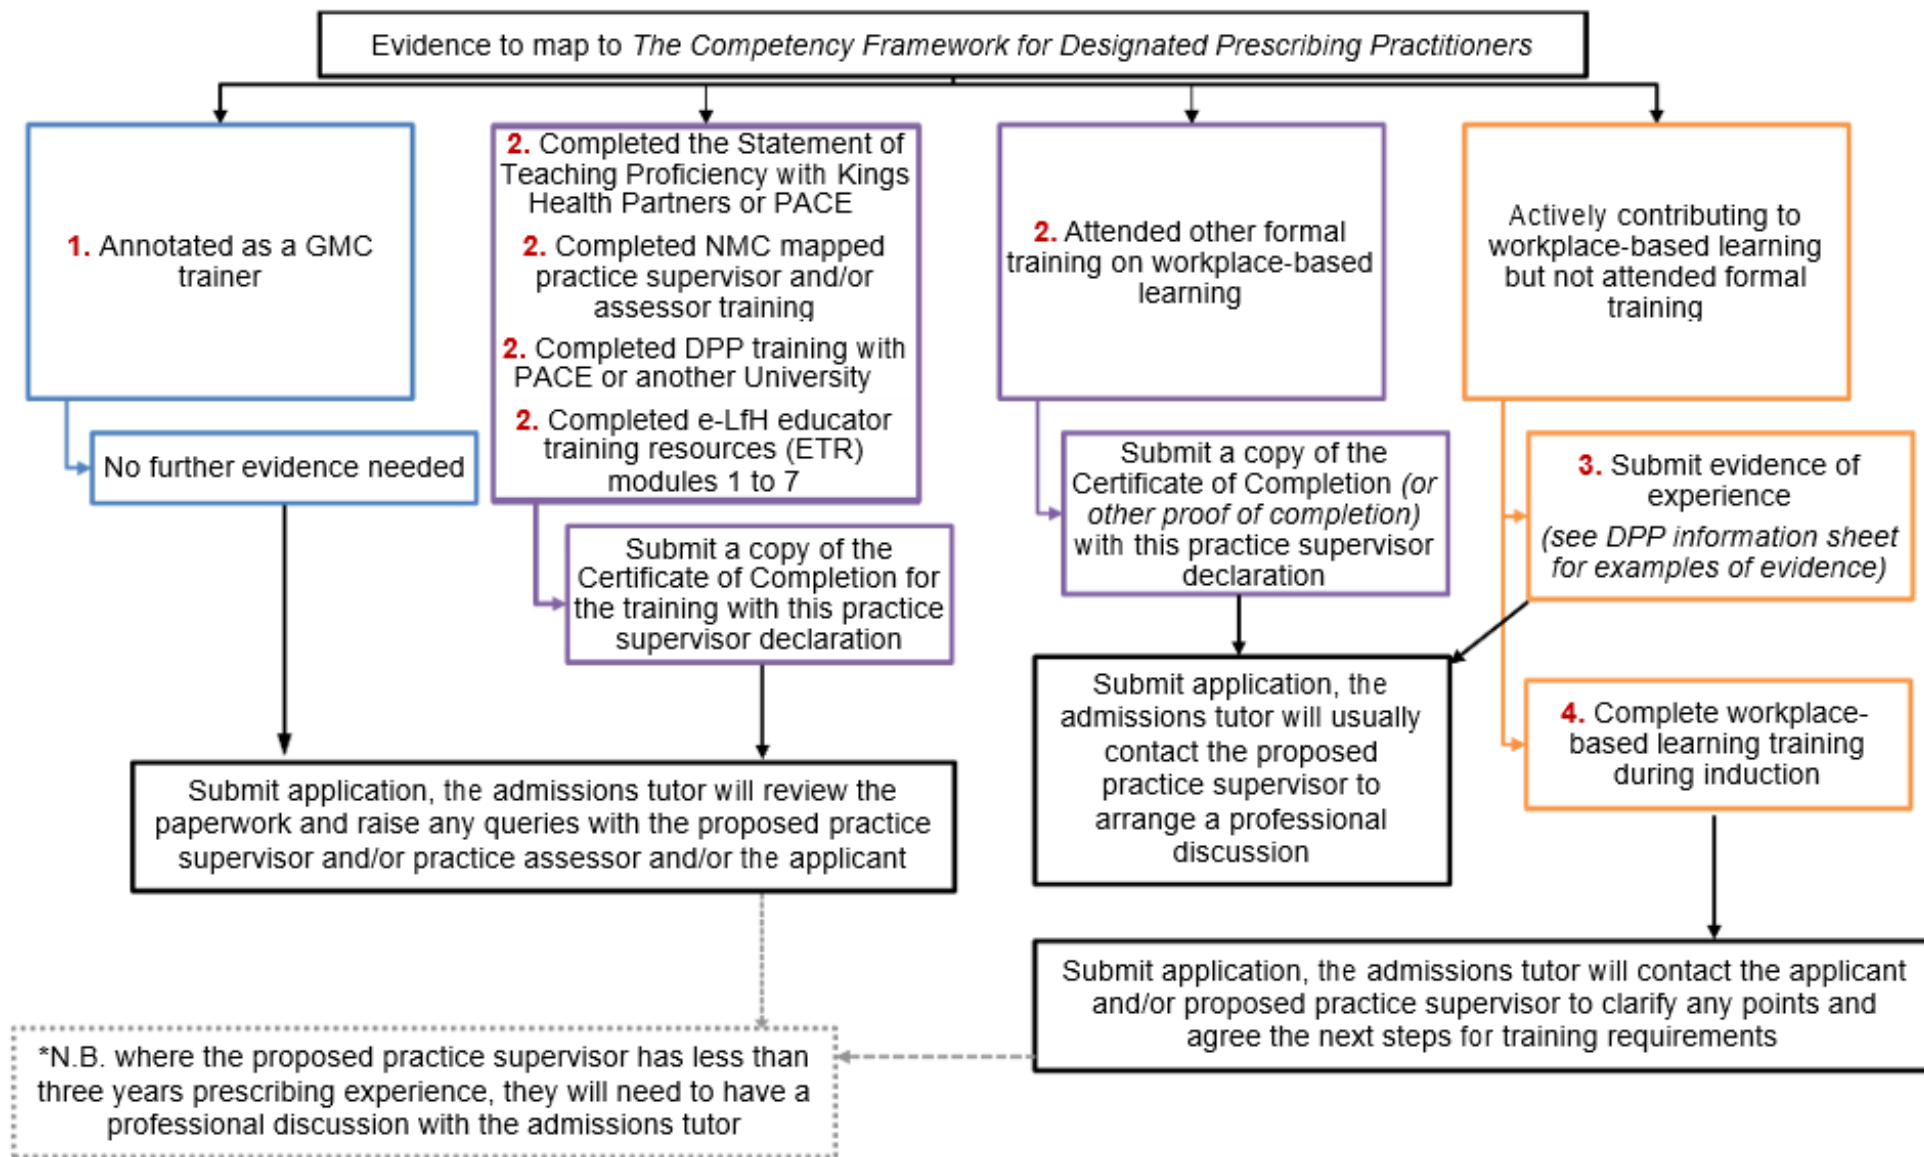 Evidence to map to The Competency Framework for Designated Prescribing Practitioners
1. Annotated as a GMC
trainer
No further evidence needed
2. Completed the Statement of
Teaching Proficiency with Kings
Health Partners or PACE
2. Completed NMC mapped
practice supervisor and/or
assessor training
2. Completed DPP training with
PACE or another University
2. Completed e-LfH educator
training resources (ETR)
modules 1 to 7
Submit a copy of the
Certificate of Completion for
the training with this practice
supervisor declaration
2. Attended other formal
training on workplace-based
learning
Submit a copy of the
Certificate of Completion (or
other proof of completion)
with this practice supervisor
declaration
Actively contributing to
workplace-based learning
but not attended formal
training
3. Submit evidence of
experience
(see DPP information sheet
for examples of evidence)
4. Complete workplace-
based learning training
during induction
Submit application, the admissions tutor will review the
paperwork and raise any queries with the proposed practice
supervisor and/or practice assessor and/or the applicant
Submit application, the
admissions tutor will usually
contact the proposed
practice supervisor to
arrange a professional
discussion
Submit application, the admissions tutor will contact the applicant
and/or proposed practice supervisor to clarify any points and
agree the next steps for training requirements
*N.B. where the proposed practice supervisor has less than
three years prescribing experience, they will need to have a
professional discussion with the admissions tutor